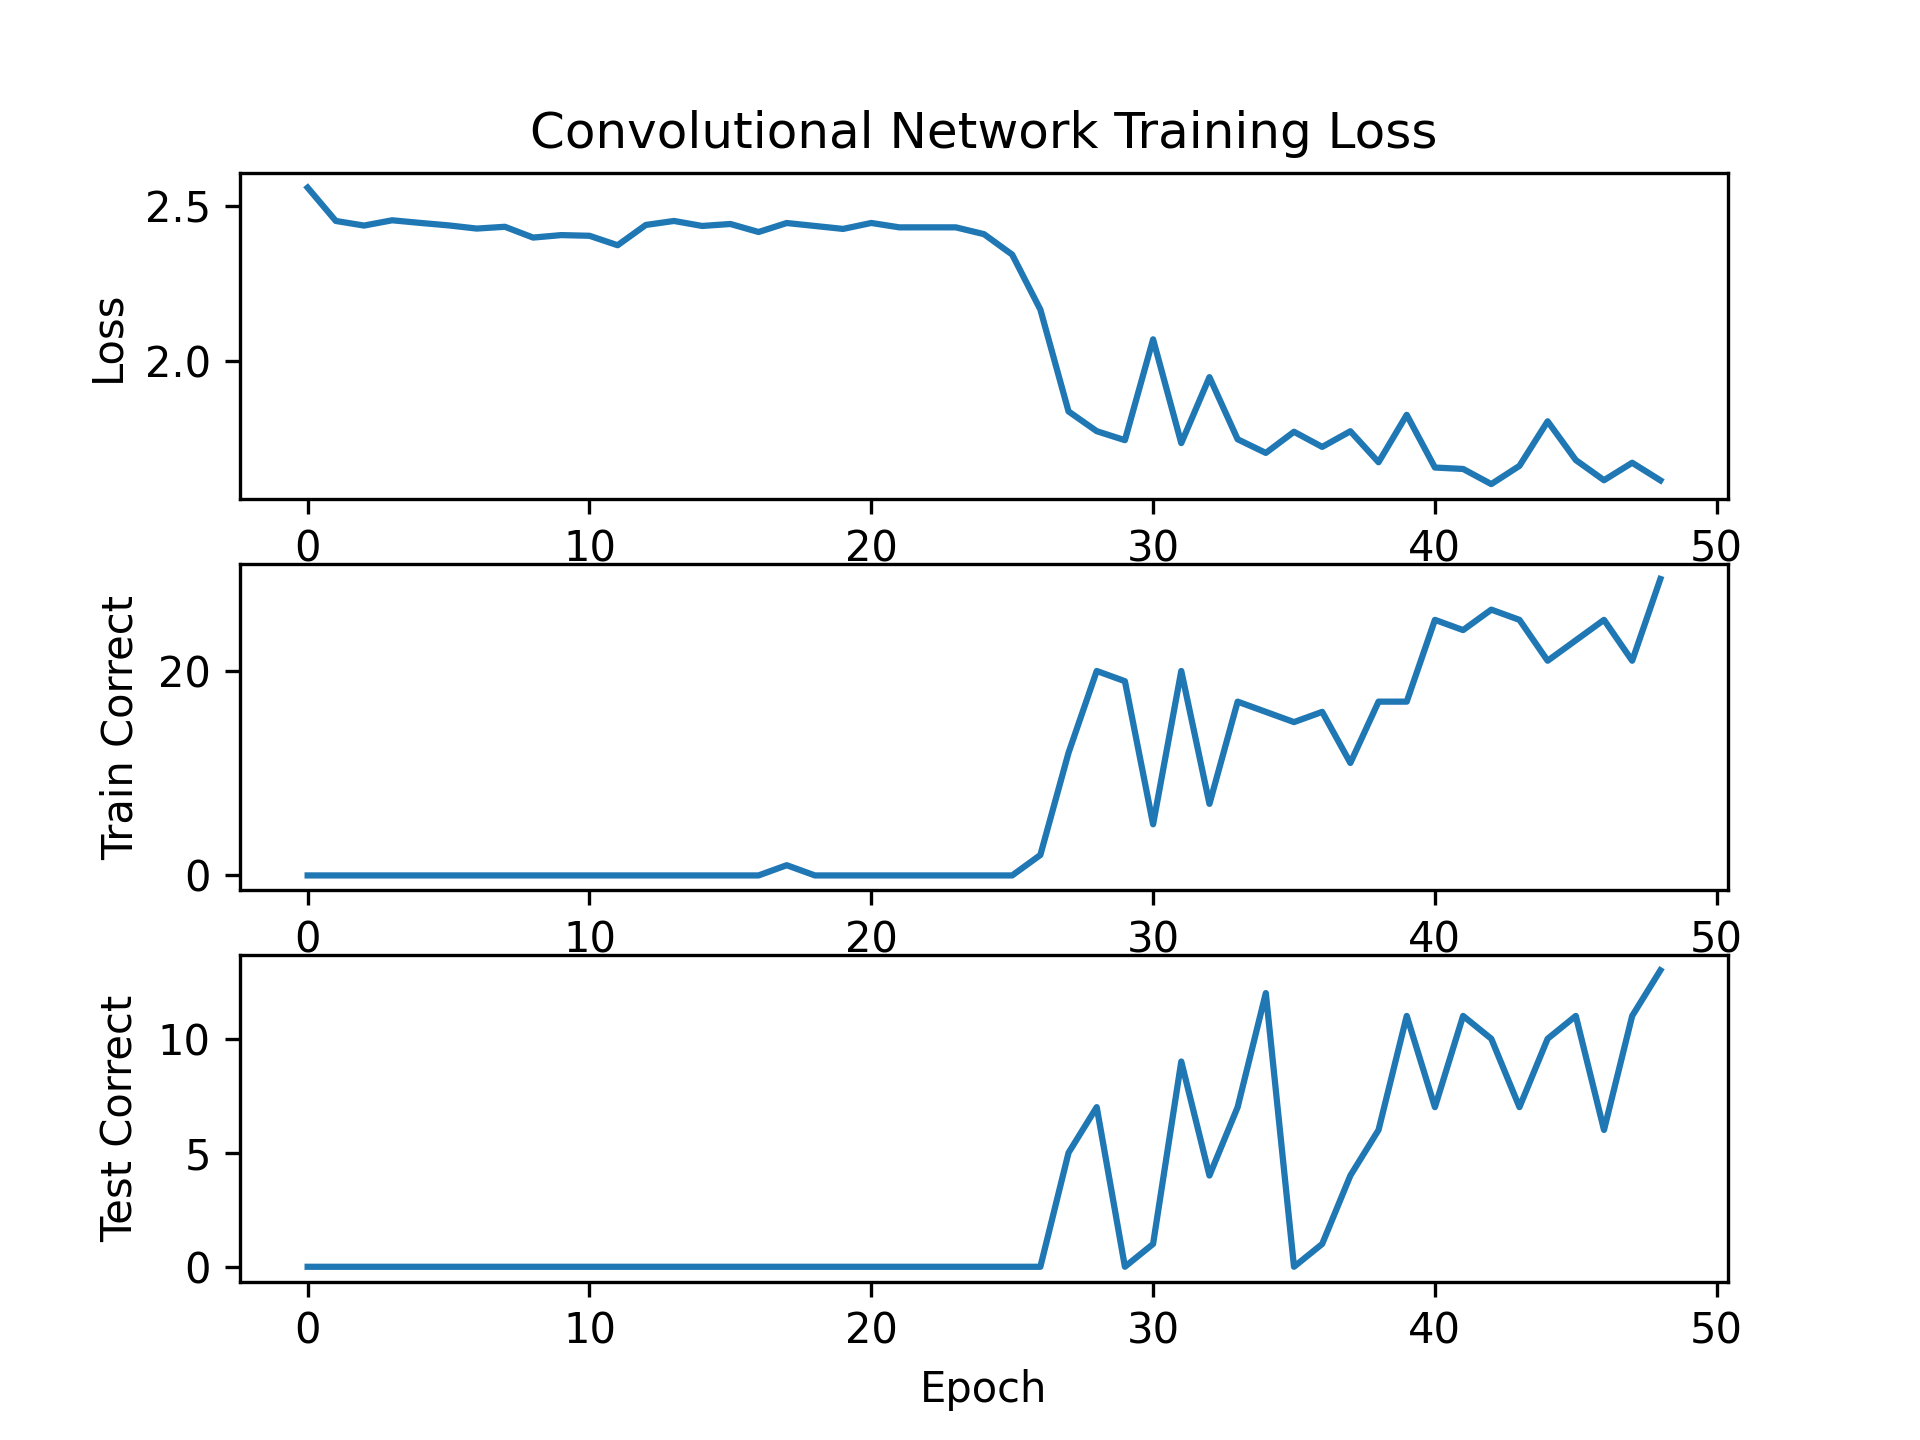 Convolutional Network Training Loss
2.5
2.0
Loss
0 10 20 30 40 50
20
0
Train Correct
0 10 20 30 40 50
10
5
0
Test Correct
0 10 20 30 40 50
Epoch